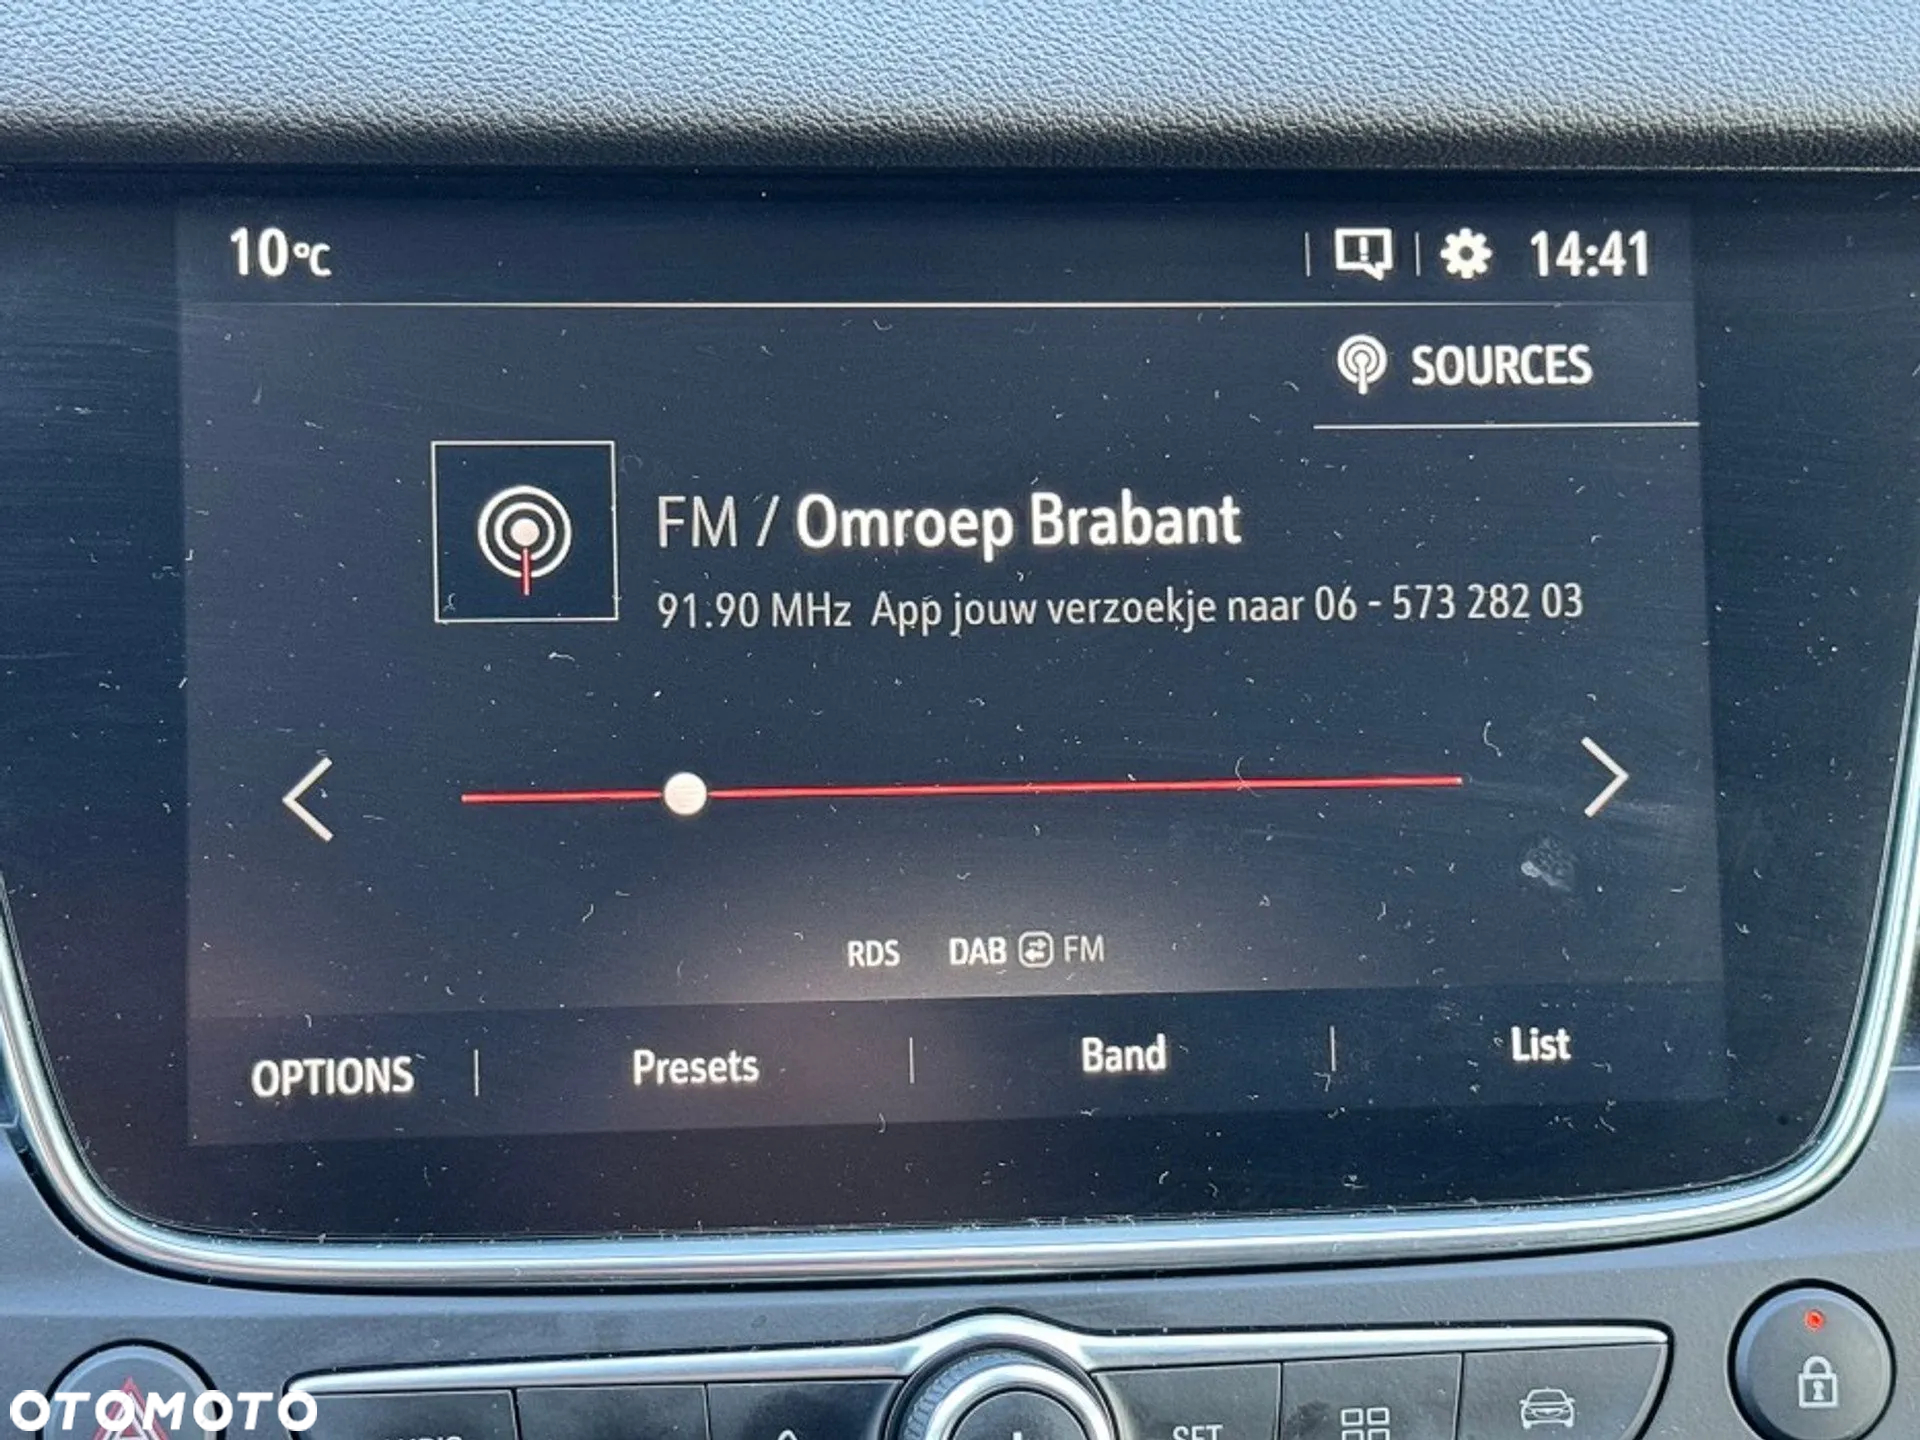 10°C
14:41
SOURCES
FM / Omroep Brabant
91.90 MHz App jouw verzoekje naar 06 - 573 282 03
RDS DAB FM
OPTIONS Presets Band List
SET
OTOMOTO